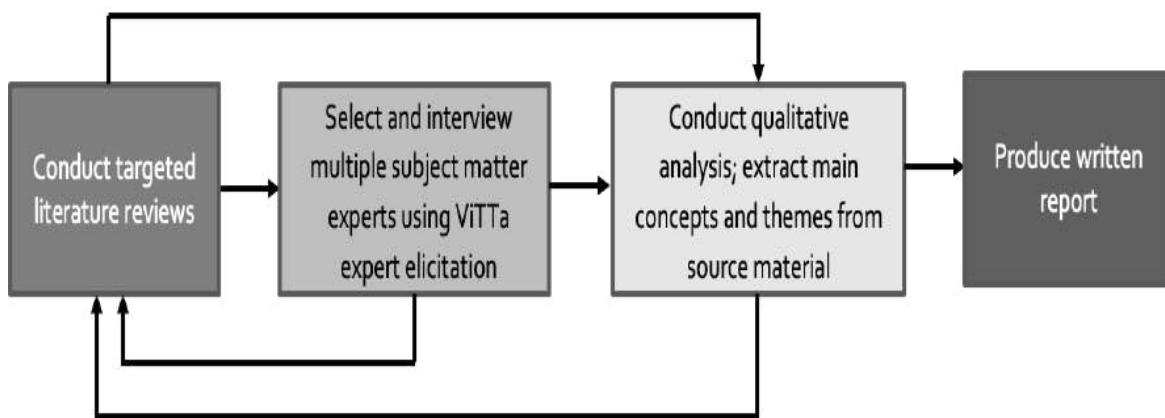 Conduct targeted
literature reviews
Select and interview
multiple subject matter
experts using ViTTa
expert elicitation
Conduct qualitative
analysis; extract main
concepts and themes from
source material
Produce written
report